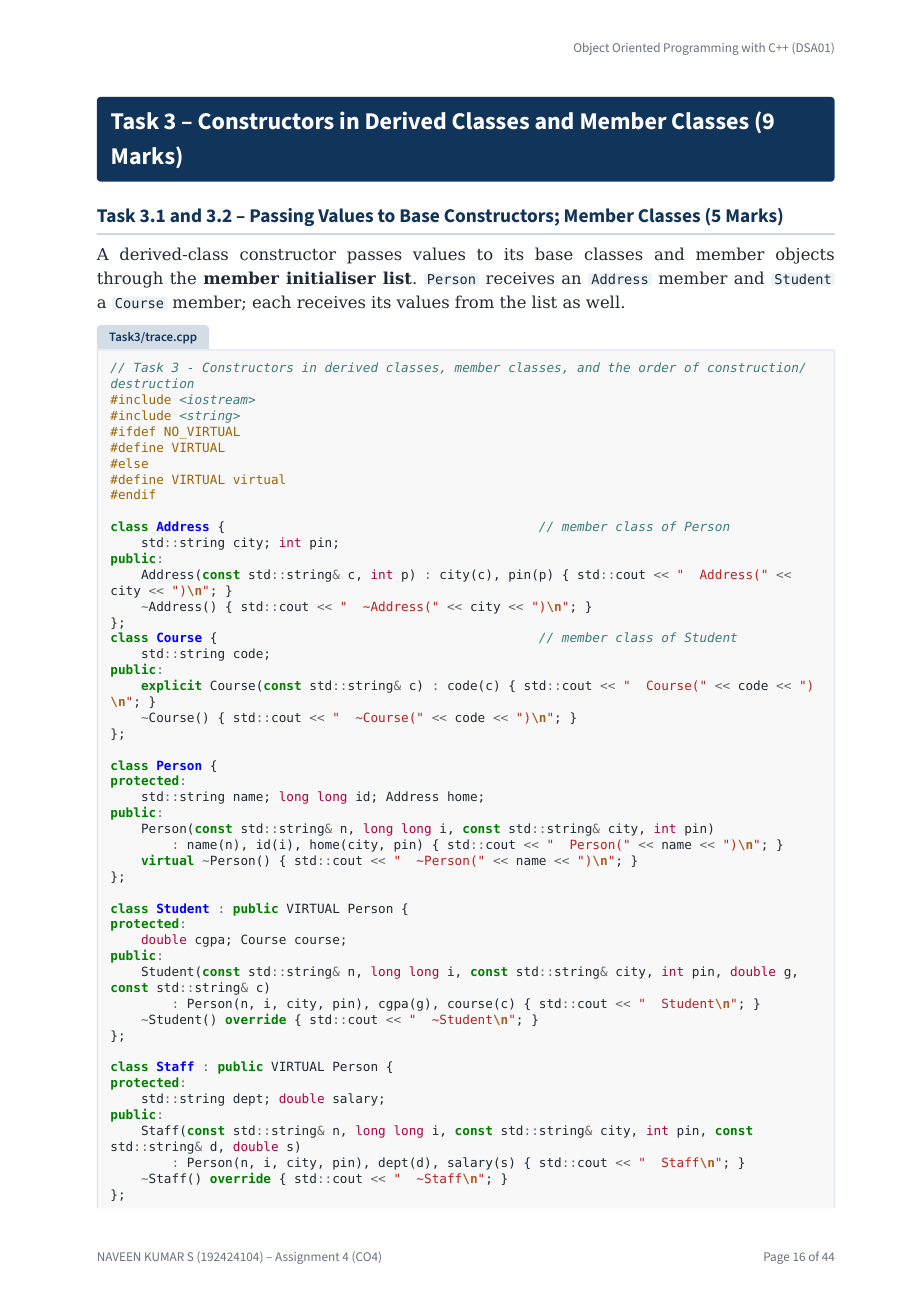 Object Oriented Programming with C++ (DSA01)
Task 3 – Constructors in Derived Classes and Member Classes (9
Marks)
Task 3.1 and 3.2 – Passing Values to Base Constructors; Member Classes (5 Marks)
A derived-class constructor passes values to its base classes and member objects
through the member initialiser list. Person receives an Address member and Student
a Course member; each receives its values from the list as well.
Task3/trace.cpp
// Task 3 - Constructors in derived classes, member classes, and the order of construction/
destruction
#include <iostream>
#include <string>
#ifdef NO_VIRTUAL
#define VIRTUAL
#else
#define VIRTUAL virtual
#endif
class Address {                                         // member class of Person
    std::string city; int pin;
public:
    Address(const std::string& c, int p) : city(c), pin(p) { std::cout << "  Address(" <<
city << ")\n"; }
    ~Address() { std::cout << "  ~Address(" << city << ")\n"; }
};
class Course {                                          // member class of Student
    std::string code;
public:
    explicit Course(const std::string& c) : code(c) { std::cout << "  Course(" << code << ")
\n"; }
    ~Course() { std::cout << "  ~Course(" << code << ")\n"; }
};
class Person {
protected:
    std::string name; long long id; Address home;
public:
    Person(const std::string& n, long long i, const std::string& city, int pin)
        : name(n), id(i), home(city, pin) { std::cout << "  Person(" << name << ")\n"; }
    virtual ~Person() { std::cout << "  ~Person(" << name << ")\n"; }
};
class Student : public VIRTUAL Person {
protected:
    double cgpa; Course course;
public:
    Student(const std::string& n, long long i, const std::string& city, int pin, double g,
const std::string& c)
        : Person(n, i, city, pin), cgpa(g), course(c) { std::cout << "  Student\n"; }
    ~Student() override { std::cout << "  ~Student\n"; }
};
class Staff : public VIRTUAL Person {
protected:
    std::string dept; double salary;
public:
    Staff(const std::string& n, long long i, const std::string& city, int pin, const
std::string& d, double s)
        : Person(n, i, city, pin), dept(d), salary(s) { std::cout << "  Staff\n"; }
    ~Staff() override { std::cout << "  ~Staff\n"; }
};
NAVEEN KUMAR S (192424104) – Assignment 4 (CO4)
Page 16 of 44